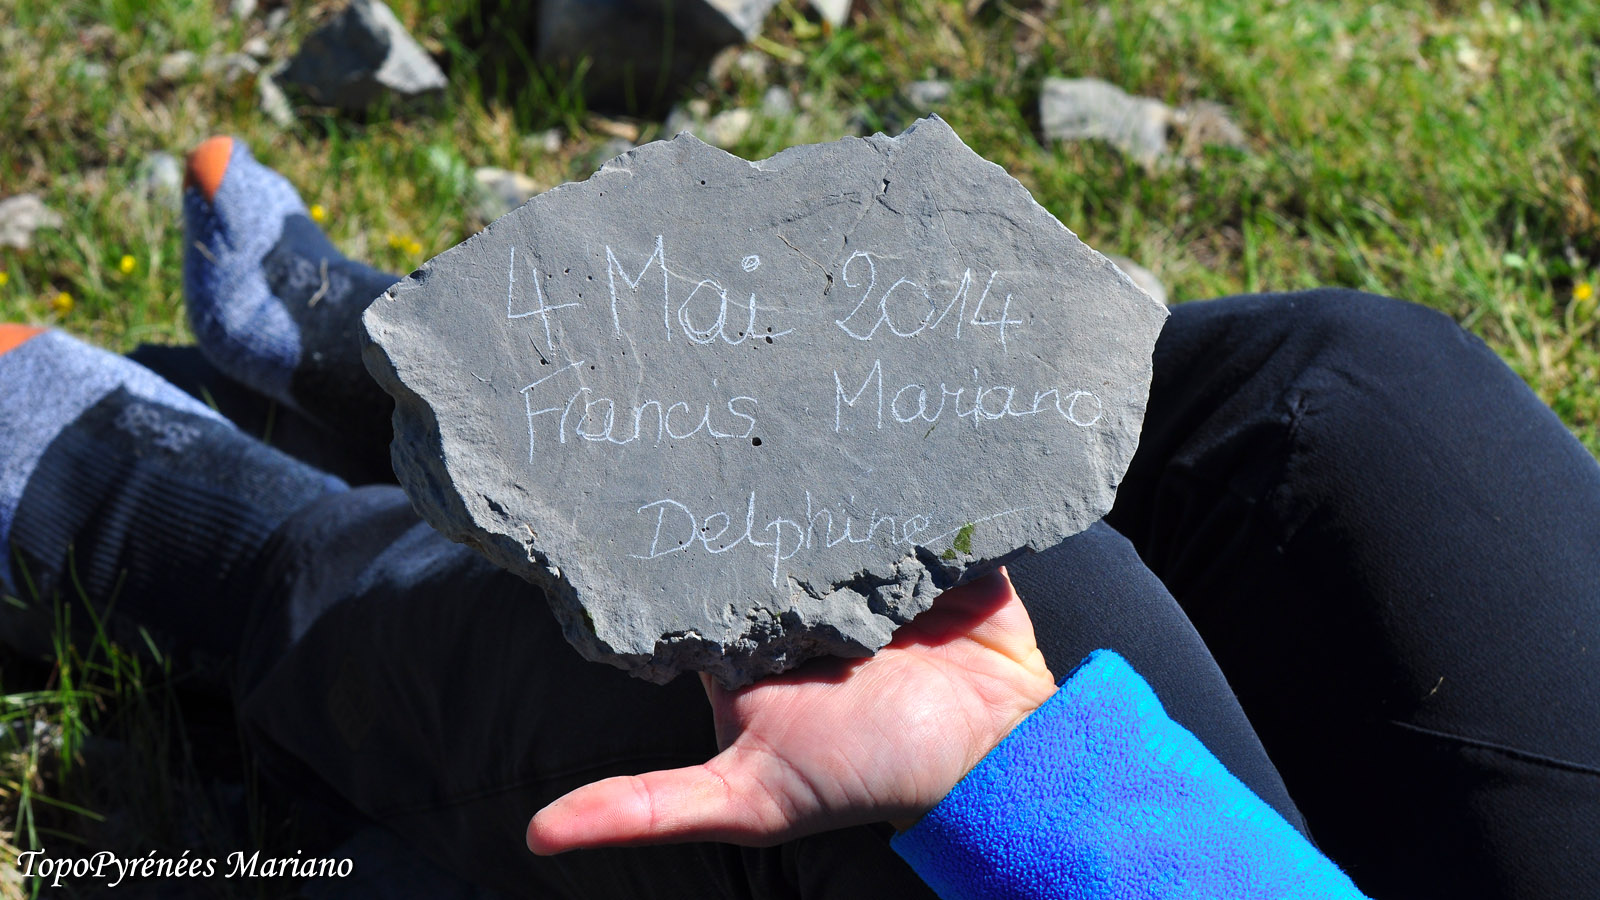 4 Mai 2014
Francis Mariano
Delphine
TopoPyrénées Mariano